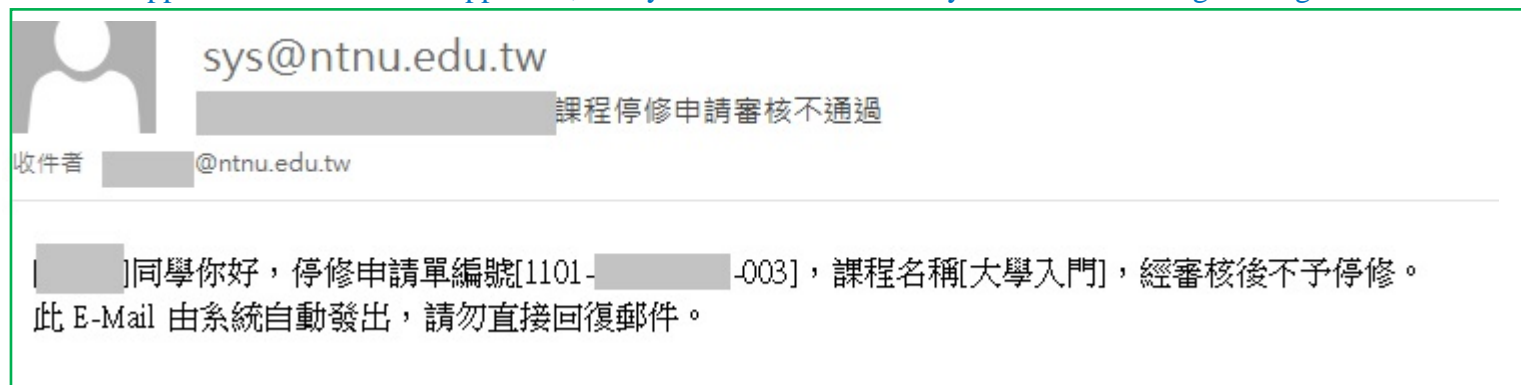 sys@ntnu.edu.tw
課程停修申請審核不通過
收件者 @ntnu.edu.tw
[ ]同學你好，停修申請單編號[1101- -003]，課程名稱[大學入門]，經審核後不予停修。
此 E-Mail 由系統自動發出，請勿直接回復郵件。